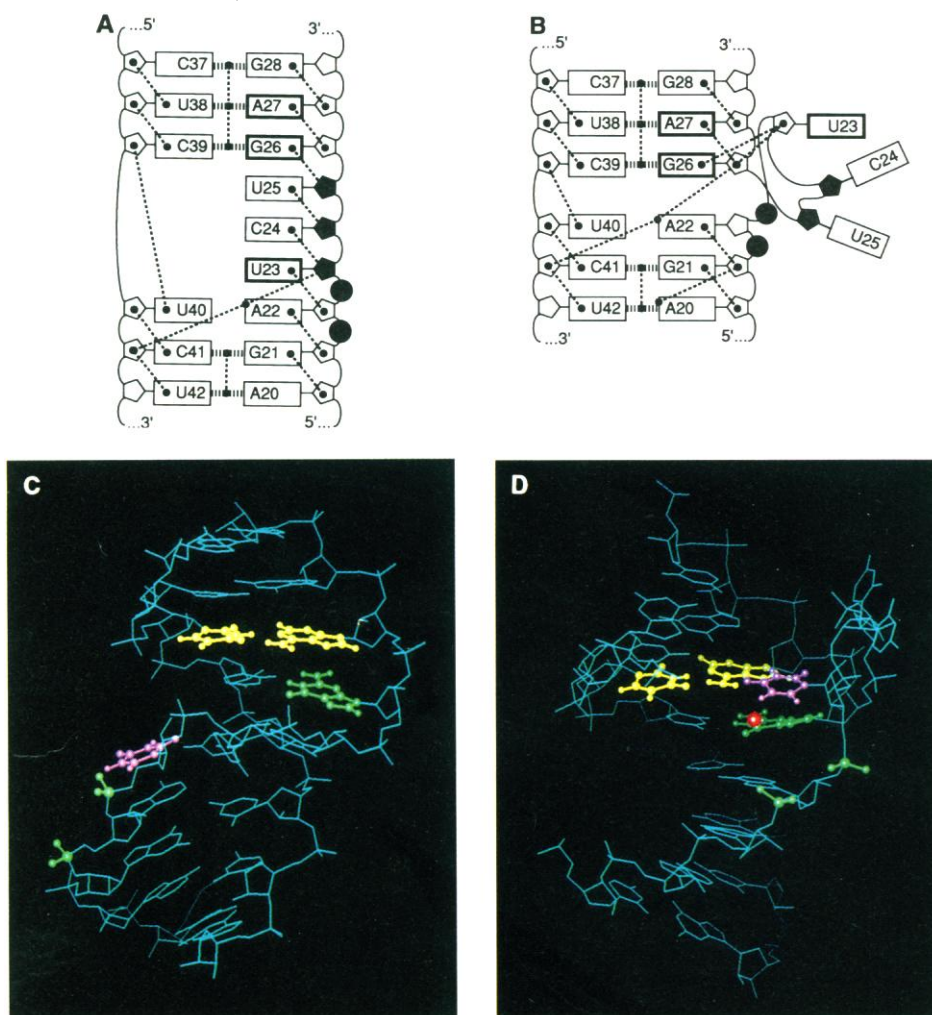 A
...5'
3'...
C37
G28
U38
A27
C39
G26
U25
C24
U23
U40
A22
C41
G21
U42
A20
...3'
5'...
B
...5'
3'...
C37
G28
U38
A27
U23
C39
G26
C24
U40
A22
U25
C41
G21
U42
A20
...3'
5'...
C
D